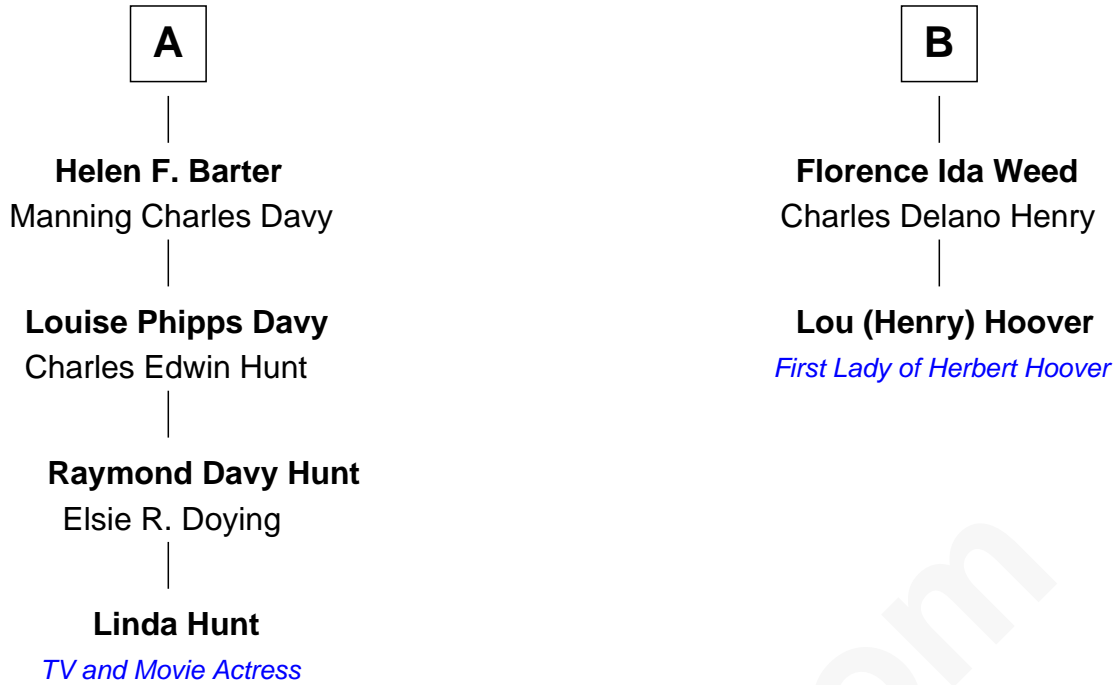 A
Helen F. Barter
Manning Charles Davy
Louise Phipps Davy
Charles Edwin Hunt
Raymond Davy Hunt
Elsie R. Doying
Linda Hunt
TV and Movie Actress
B
Florence Ida Weed
Charles Delano Henry
Lou (Henry) Hoover
First Lady of Herbert Hoover
om